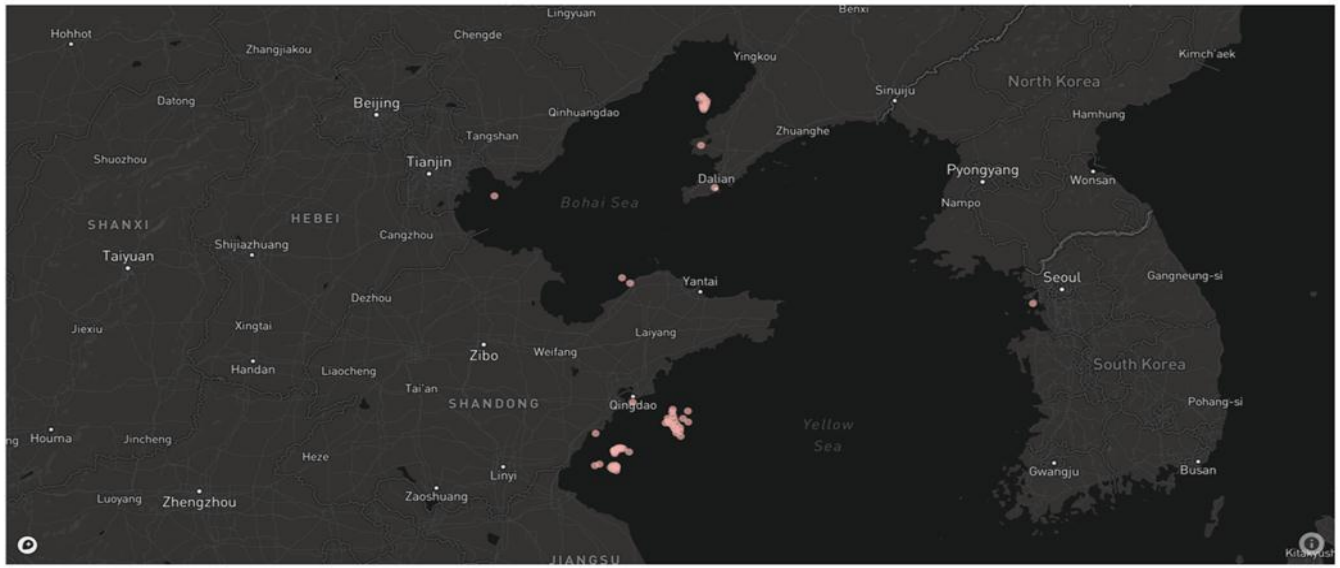 Lingyuan
Benxi
Hohhot
Chengde
Zhangjiakou
Yingkou
Kimch'aek
North Korea
Datong
Beijing
Sinuiju
Qinhuangdao
Hamhung
Tangshan
Zhuanghe
Shuozhou
Tianjin
Pyongyang
Dalian
Wonsan
Bohai Sea
Nampo
HEBEI
SHANXI
Cangzhou
Shijiazhuang
Taiyuan
Seoul
Gangneung-si
Yantai
Dezhou
Jiexiu
Xingtai
Laiyang
Zibo
Weifang
South Korea
Handan
Liaocheng
Tai'an
SHANDONG
Qingdao
Pohang-si
Yellow
Sea
ng
Houma
Jincheng
Heze
Linyi
Gwangju
Busan
Luoyang
Zhengzhou
Zaoshuang
JIANGSU
Kitakyush